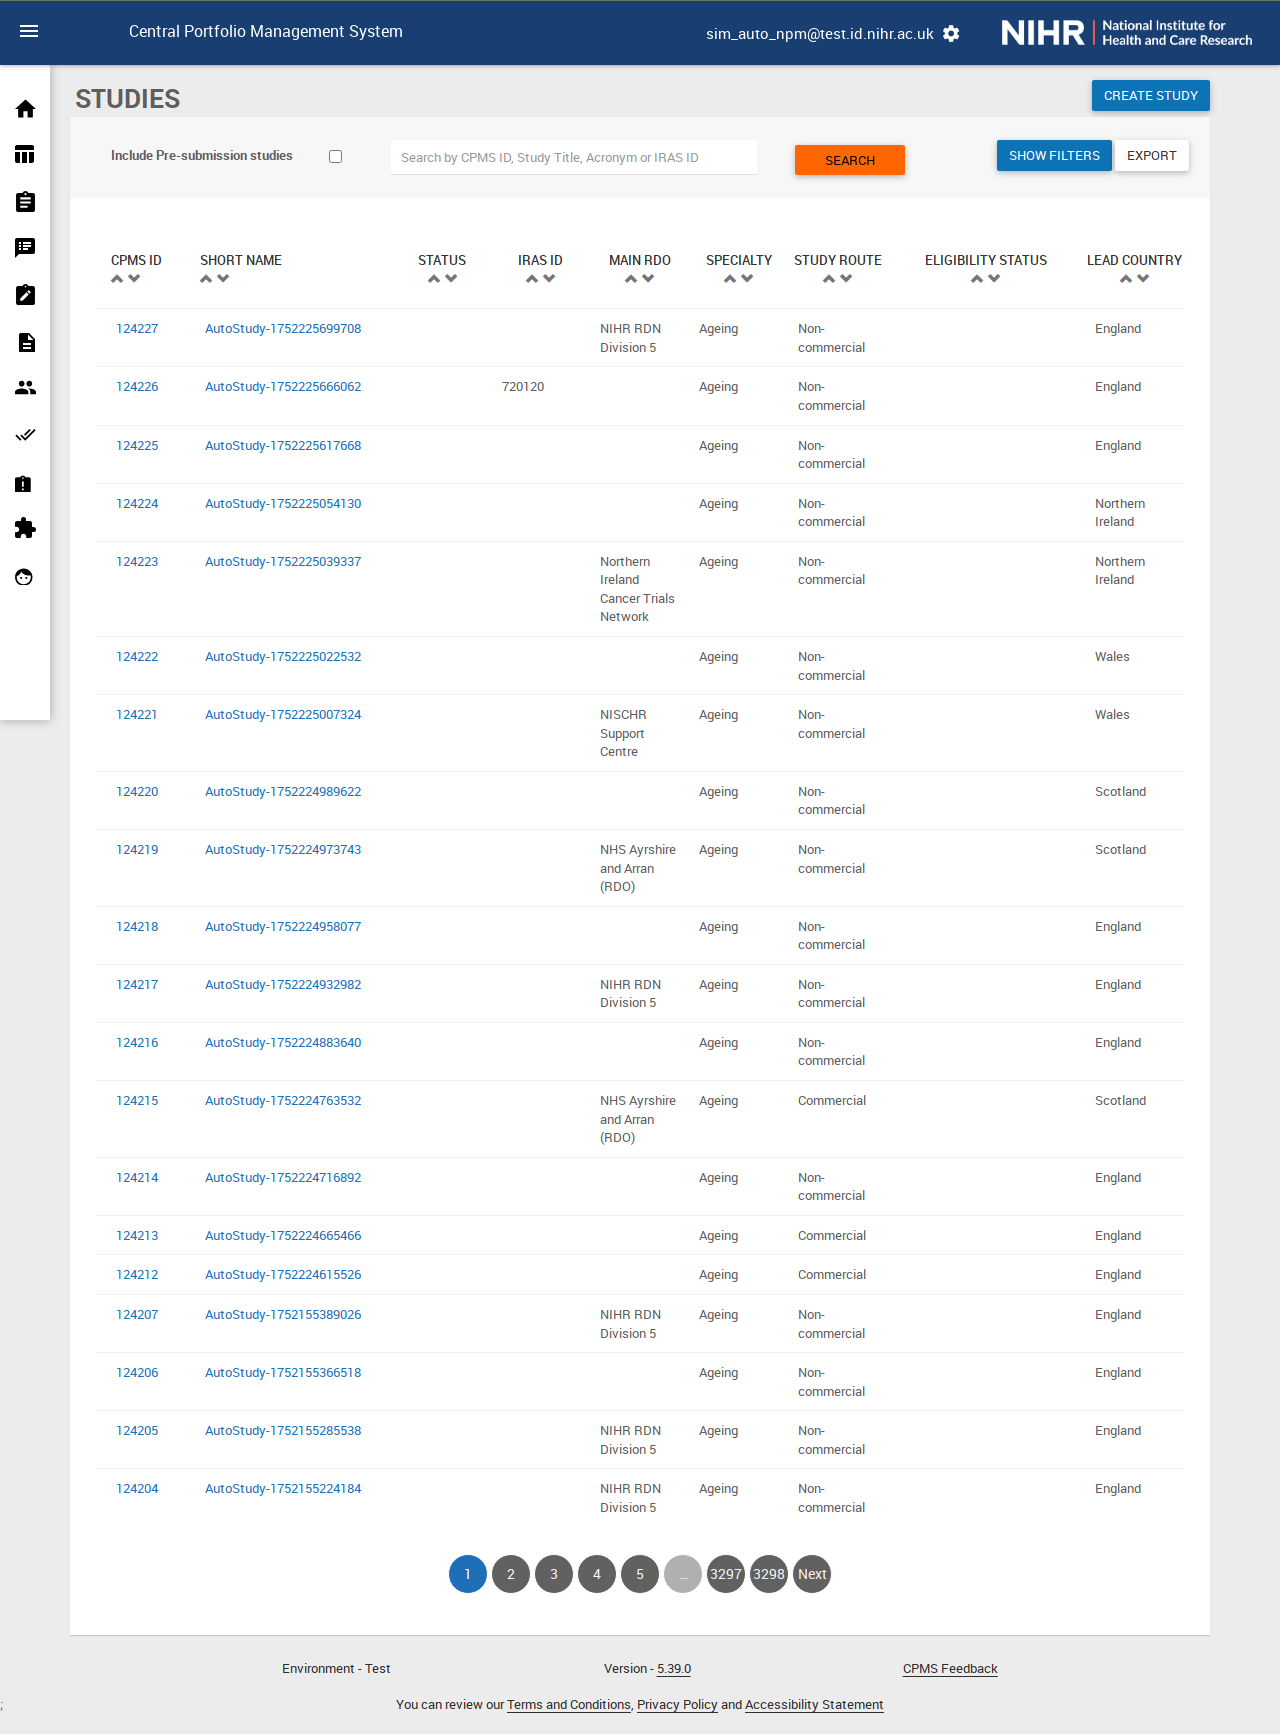 Central Portfolio Management System
sim_auto_npm@test.id.nihr.ac.uk
NIHR | National Institute for
Health and Care Research
STUDIES
CREATE STUDY
Include Pre-submission studies
Search by CPMS ID, Study Title, Acronym or IRAS ID
SEARCH
SHOW FILTERS
EXPORT
CPMS ID SHORT NAME STATUS IRAS ID MAIN RDO SPECIALTY STUDY ROUTE ELIGIBILITY STATUS LEAD COUNTRY
124227 AutoStudy-1752225699708 NIHR RDN Ageing Non- England
Division 5 commercial
124226 AutoStudy-1752225666062 720120 Ageing Non- England
commercial
124225 AutoStudy-1752225617668 Ageing Non- England
commercial
124224 AutoStudy-1752225054130 Ageing Non- Northern
commercial Ireland
124223 AutoStudy-1752225039337 Northern Ageing Non- Northern
Ireland commercial Ireland
Cancer Trials
Network
124222 AutoStudy-1752225022532 Ageing Non- Wales
commercial
124221 AutoStudy-1752225007324 NISCHR Ageing Non- Wales
Support commercial
Centre
124220 AutoStudy-1752224989622 Ageing Non- Scotland
commercial
124219 AutoStudy-1752224973743 NHS Ayrshire Ageing Non- Scotland
and Arran commercial
(RDO)
124218 AutoStudy-1752224958077 Ageing Non- England
commercial
124217 AutoStudy-1752224932982 NIHR RDN Ageing Non- England
Division 5 commercial
124216 AutoStudy-1752224883640 Ageing Non- England
commercial
124215 AutoStudy-1752224763532 NHS Ayrshire Ageing Commercial Scotland
and Arran
(RDO)
124214 AutoStudy-1752224716892 Ageing Non- England
commercial
124213 AutoStudy-1752224665466 Ageing Commercial England
124212 AutoStudy-1752224615526 Ageing Commercial England
124207 AutoStudy-1752155389026 NIHR RDN Ageing Non- England
Division 5 commercial
124206 AutoStudy-1752155366518 Ageing Non- England
commercial
124205 AutoStudy-1752155285538 NIHR RDN Ageing Non- England
Division 5 commercial
124204 AutoStudy-1752155224184 NIHR RDN Ageing Non- England
Division 5 commercial
1 2 3 4 5 ... 3297 3298 Next
Environment - Test Version - 5.39.0 CPMS Feedback
; You can review our Terms and Conditions, Privacy Policy and Accessibility Statement